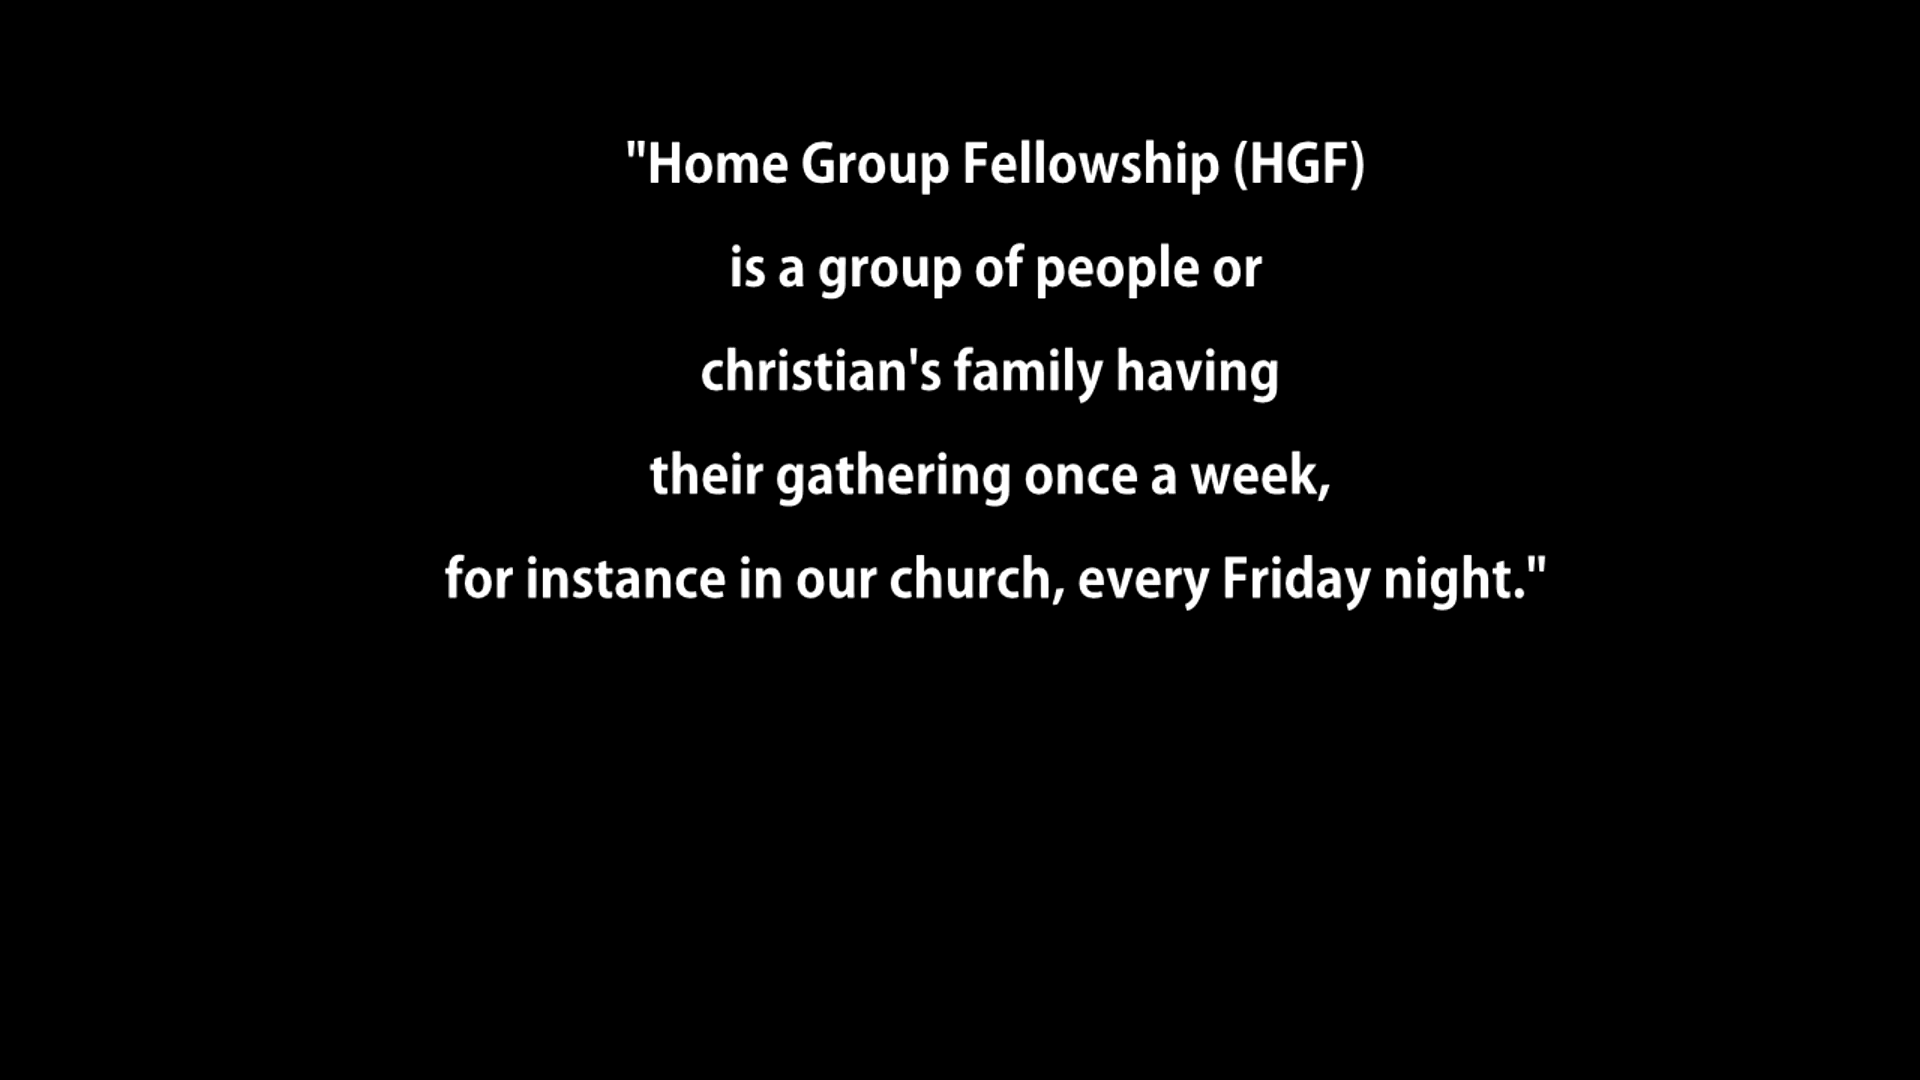 "Home Group Fellowship (HGF)
is a group of people or
christian's family having
their gathering once a week,
for instance in our church, every Friday night."